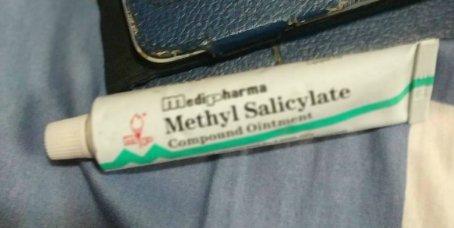 medipharma
Methyl Salicylate
Compound Ointment